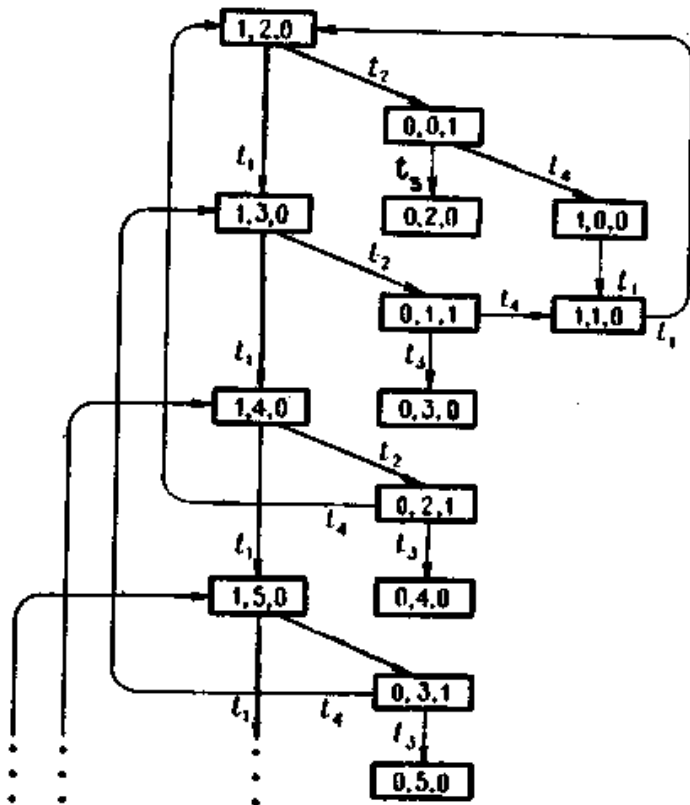 1,2,0
t₂
0,0,1
t₁
t₃
t₄
1,3,0
0,2,0
1,0,0
t₂
t₁
0,1,1
t₄
1,1,0
t₁
t₁
t₃
1,4,0
0,3,0
t₂
0,2,1
t₄
t₁
t₃
1,5,0
0,4,0
0,3,1
t₁
t₄
t₃
0,5,0